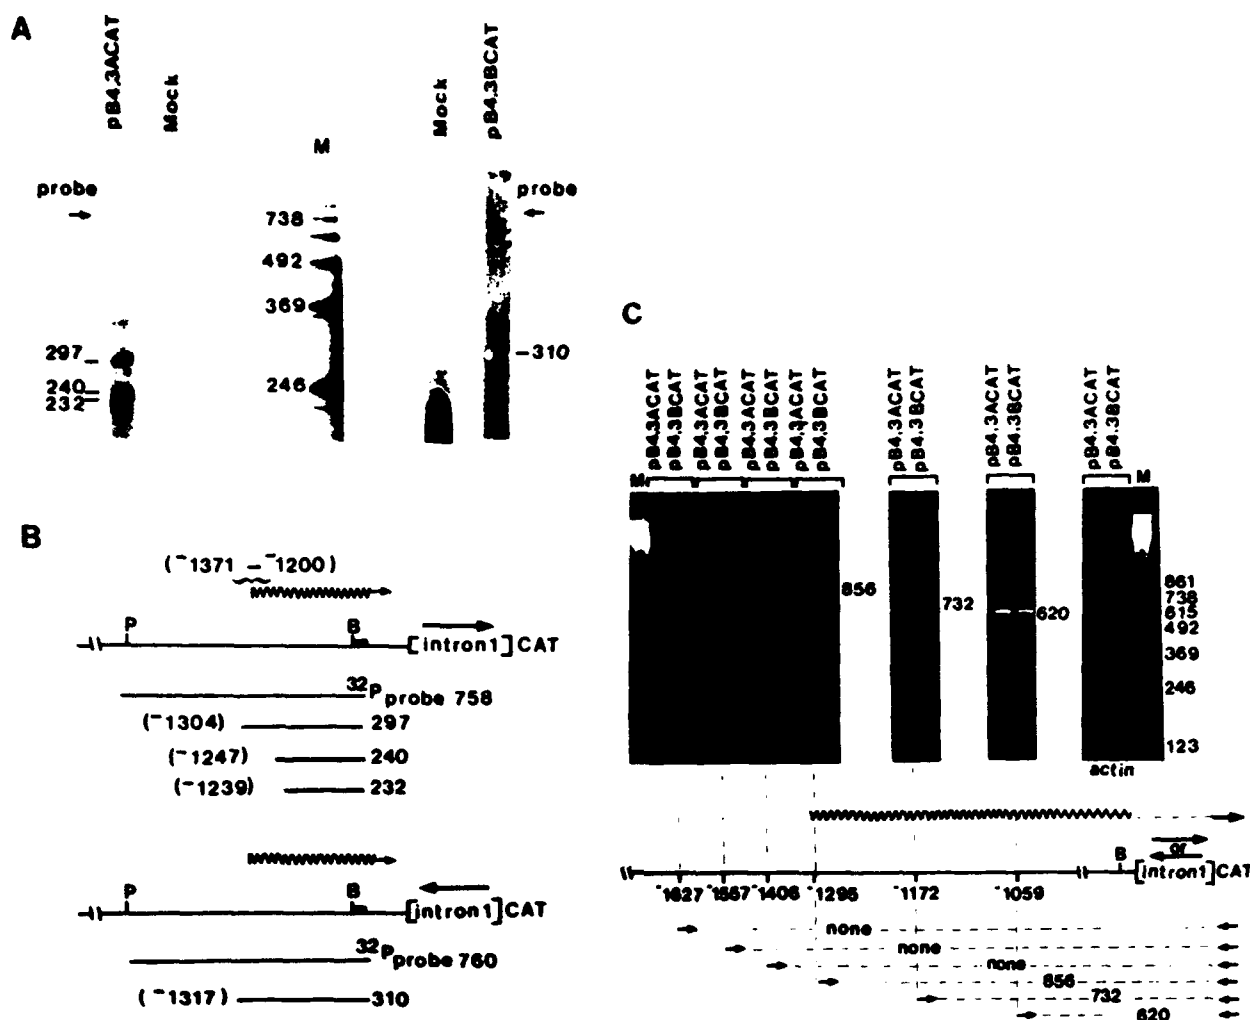 A
pB4.3ACAT
Mock
M
Mock
pB4.3BCAT
probe
probe
738
492
369
246
297
240
232
310
B
(-1371 – -1200)
P
B
[intron1]CAT
32P probe 758
(-1304) 297
(-1247) 240
(-1239) 232
P
B
[intron1]CAT
32P probe 760
(-1317) 310
C
M
pB4.3ACAT
pB4.3BCAT
pB4.3ACAT
pB4.3BCAT
pB4.3ACAT
pB4.3BCAT
pB4.3ACAT
pB4.3BCAT
pB4.3ACAT
pB4.3BCAT
pB4.3ACAT
pB4.3BCAT
pB4.3ACAT
pB4.3BCAT
M
856
732
620
861
738
615
492
369
246
123
actin
or
B
[intron1]CAT
-1627 -1567 -1406 -1295 -1172 -1059
none
none
none
856
732
620